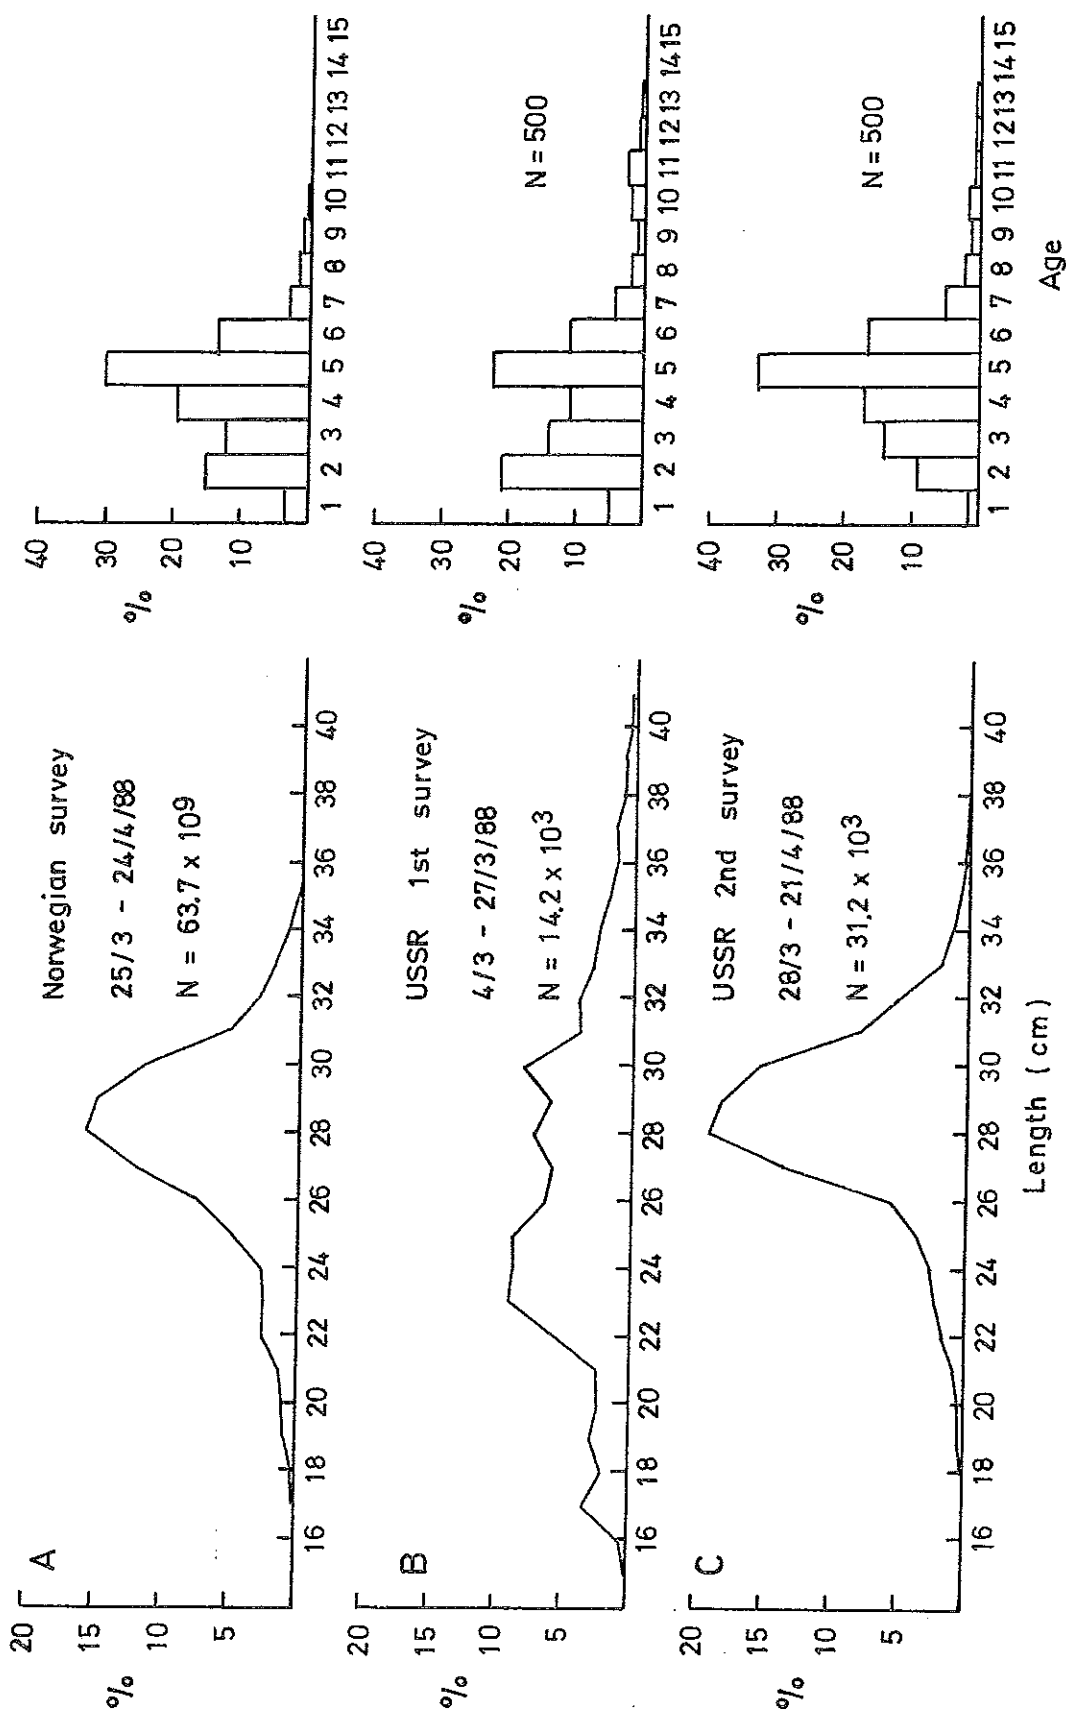 A
Norwegian survey
25/3 - 24/4/88
N = 63.7 x 10⁹
20
15
10
5
%
16 18 20 22 24 26 28 30 32 34 36 38 40
40
30
20
10
%
1 2 3 4 5 6 7 8 9 10 11 12 13 14 15
B
USSR 1st survey
4/3 - 27/3/88
N = 14.2 x 10³
20
15
10
5
%
16 18 20 22 24 26 28 30 32 34 36 38 40
N = 500
40
30
20
10
%
1 2 3 4 5 6 7 8 9 10 11 12 13 14 15
C
USSR 2nd survey
28/3 - 21/4/88
N = 31.2 x 10³
20
15
10
5
%
16 18 20 22 24 26 28 30 32 34 36 38 40
Length (cm)
N = 500
40
30
20
10
%
1 2 3 4 5 6 7 8 9 10 11 12 13 14 15
Age